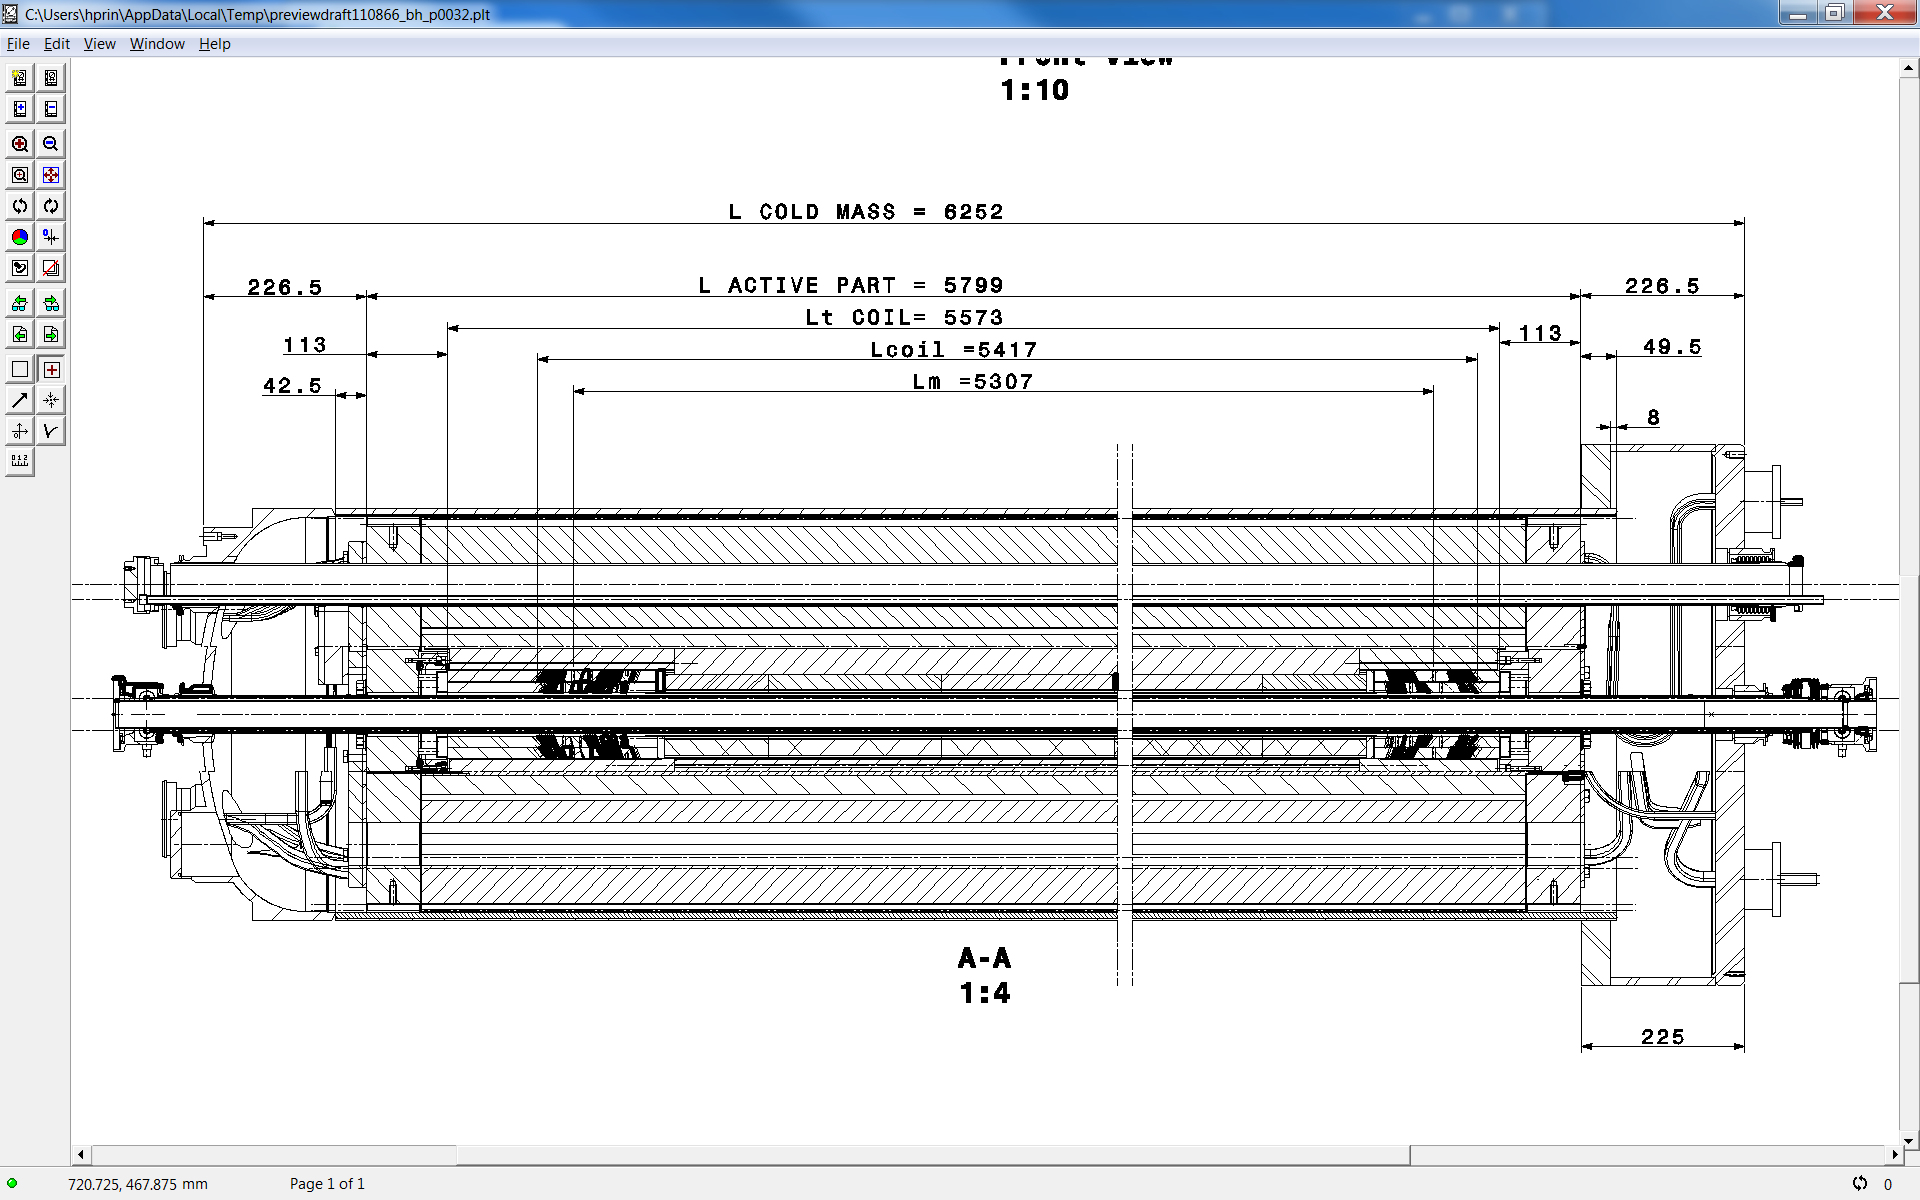 C:\Users\hprin\AppData\Local\Temp\previewdraft110866_bh_p0032.plt
File Edit View Window Help
Front view
1:10
L COLD MASS = 6252
226.5
L ACTIVE PART = 5799
226.5
Lt COIL= 5573
113
113
Lcoil =5417
49.5
42.5
Lm =5307
8
A-A
1:4
225
720.725, 467.875 mm
Page 1 of 1
0